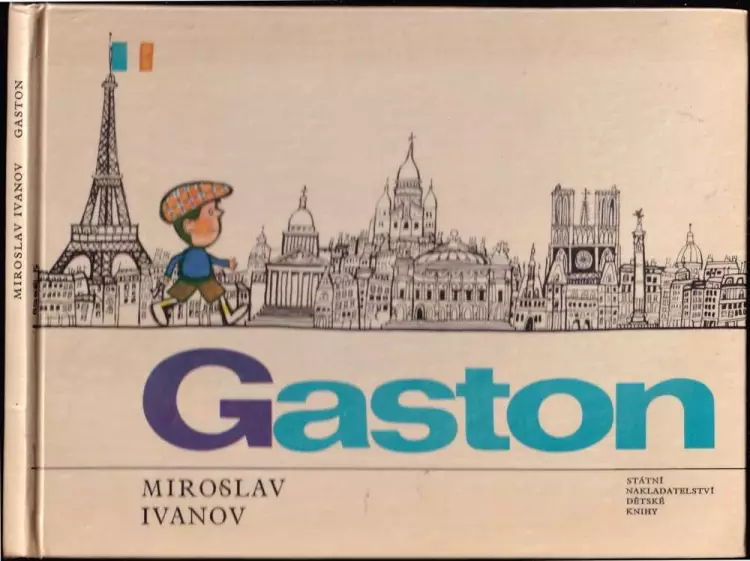 MIROSLAV IVANOV GASTON
Gaston
MIROSLAV
IVANOV
STÁTNÍ
NAKLADATELSTVÍ
DĚTSKÉ
KNIHY